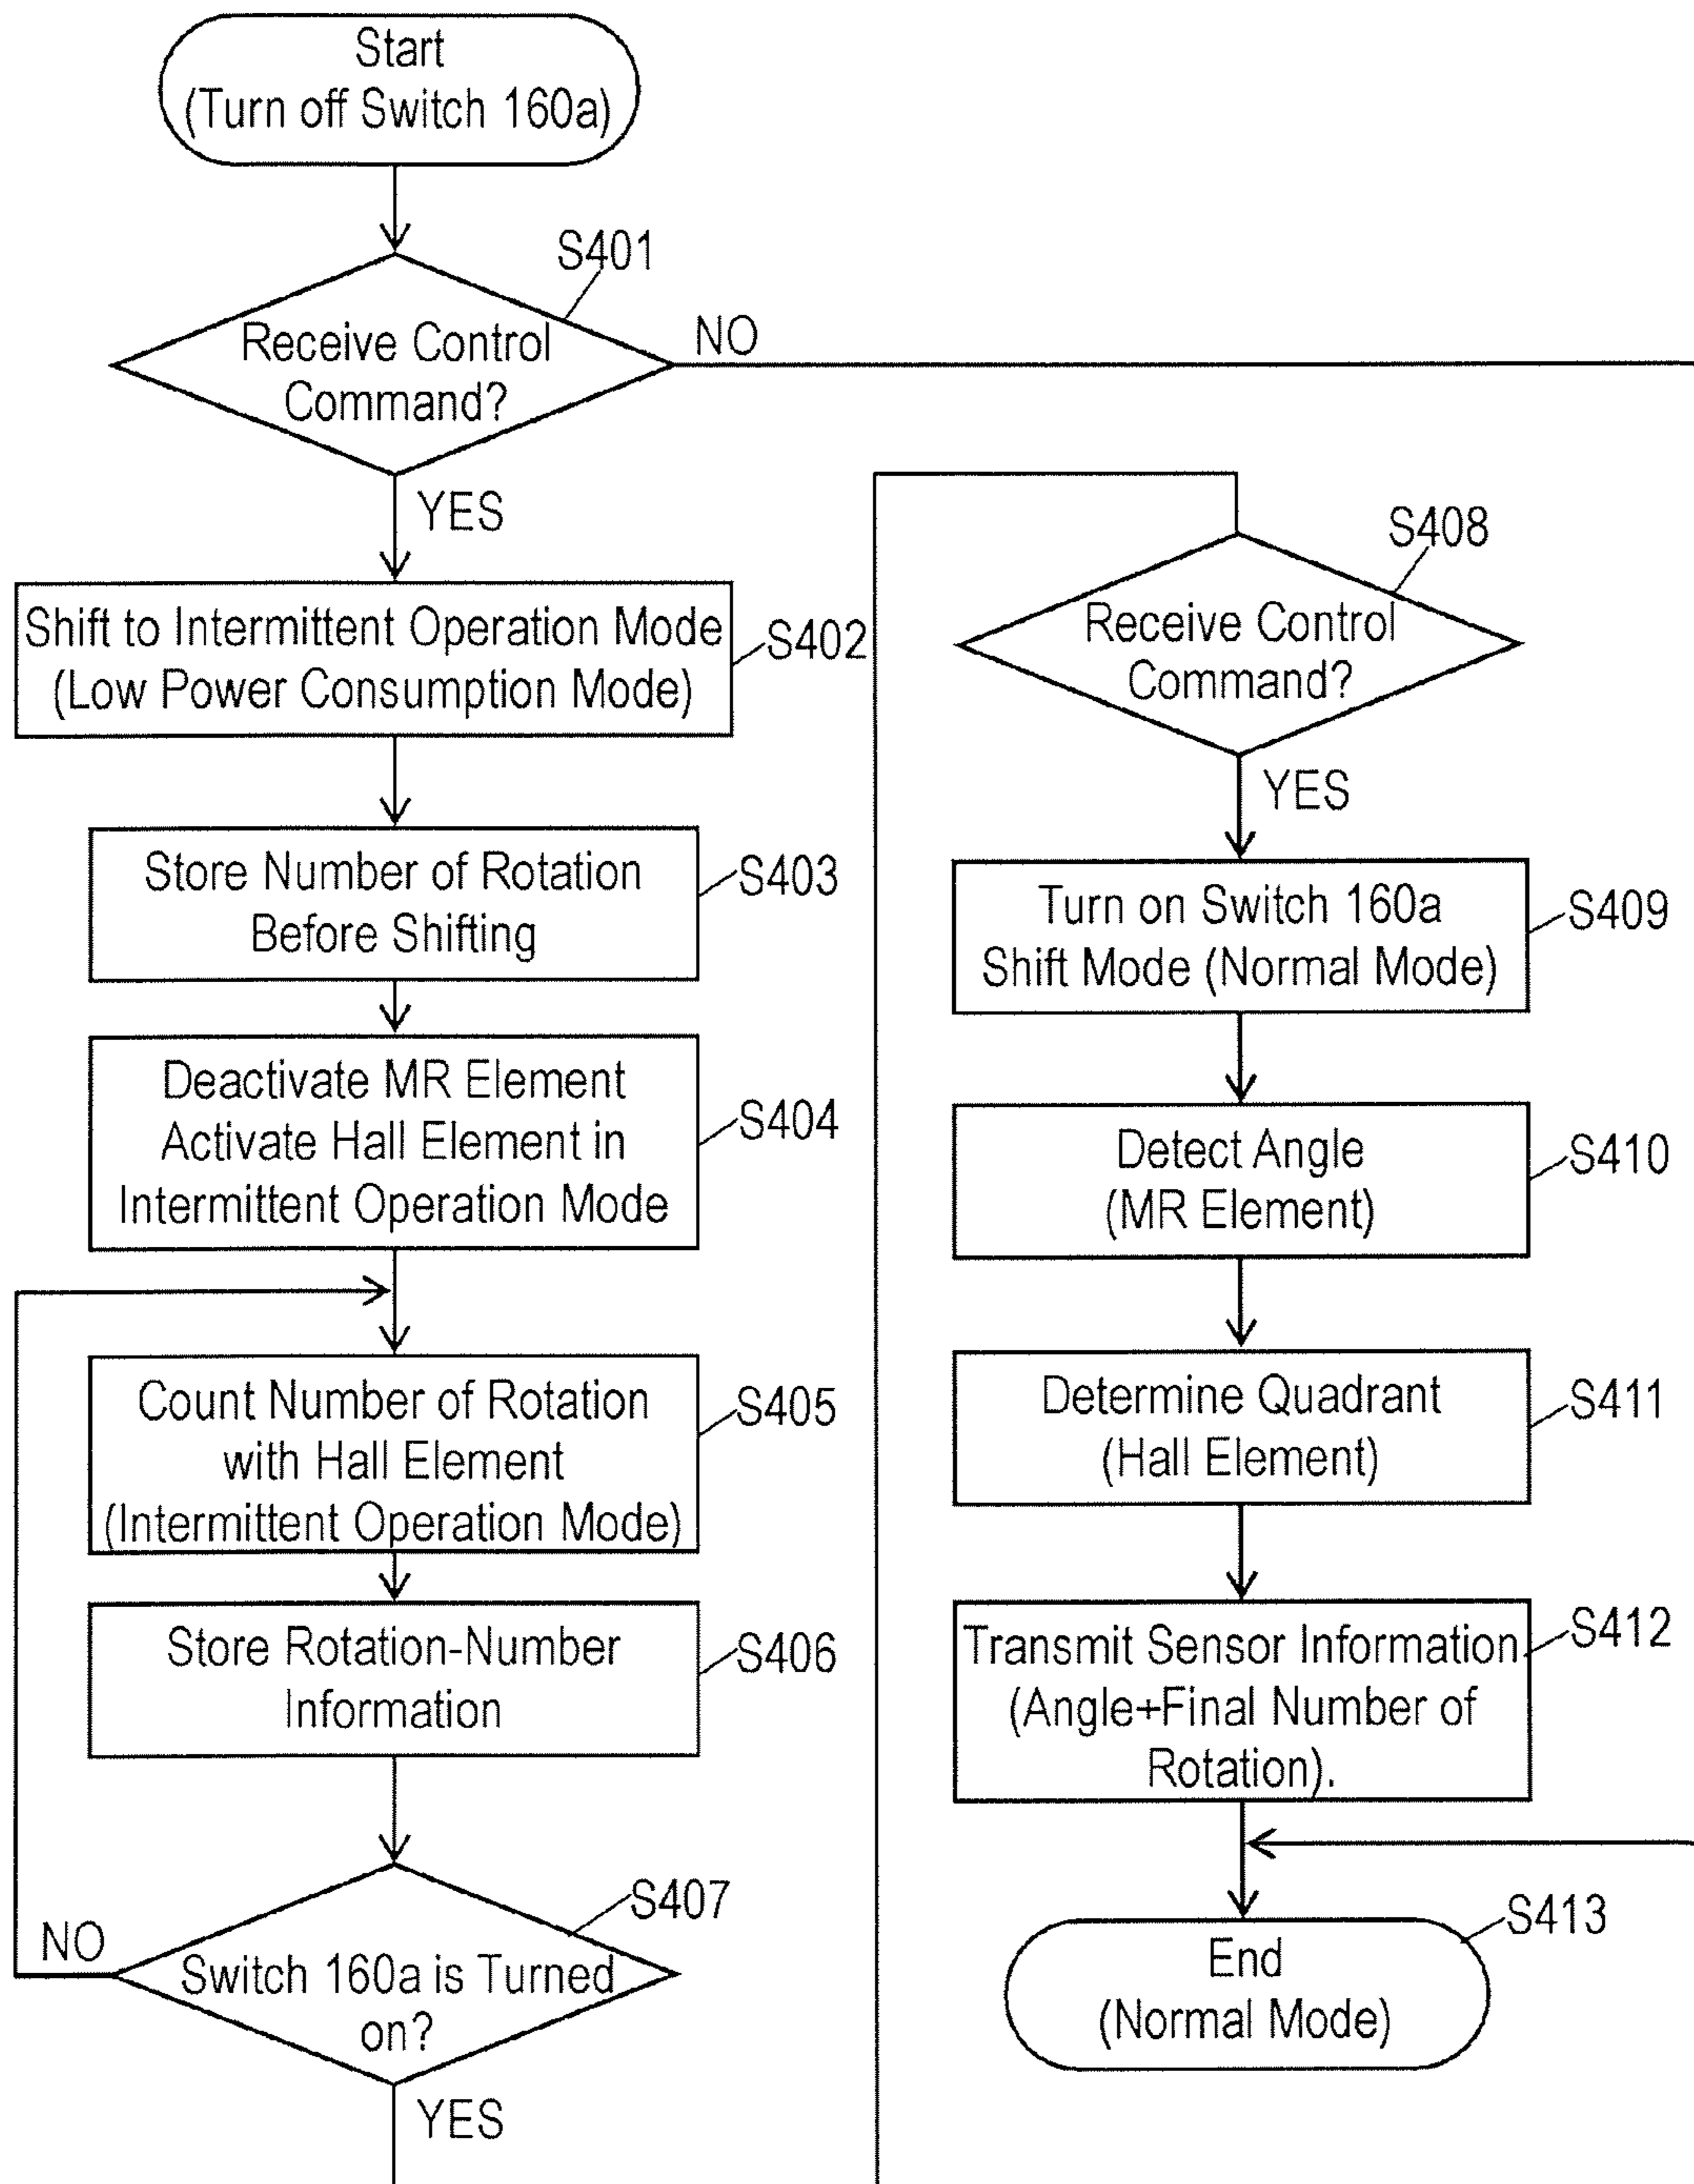 Start
(Turn off Switch 160a)
S401
Receive Control
Command?
NO
YES
Shift to Intermittent Operation Mode
(Low Power Consumption Mode)
S402
Store Number of Rotation
Before Shifting
S403
Deactivate MR Element
Activate Hall Element in
Intermittent Operation Mode
S404
Count Number of Rotation
with Hall Element
(Intermittent Operation Mode)
S405
Store Rotation-Number
Information
S406
S407
NO
Switch 160a is Turned
on?
YES
S408
Receive Control
Command?
YES
Turn on Switch 160a
Shift Mode (Normal Mode)
S409
Detect Angle
(MR Element)
S410
Determine Quadrant
(Hall Element)
S411
Transmit Sensor Information
(Angle+Final Number of
Rotation).
S412
S413
End
(Normal Mode)